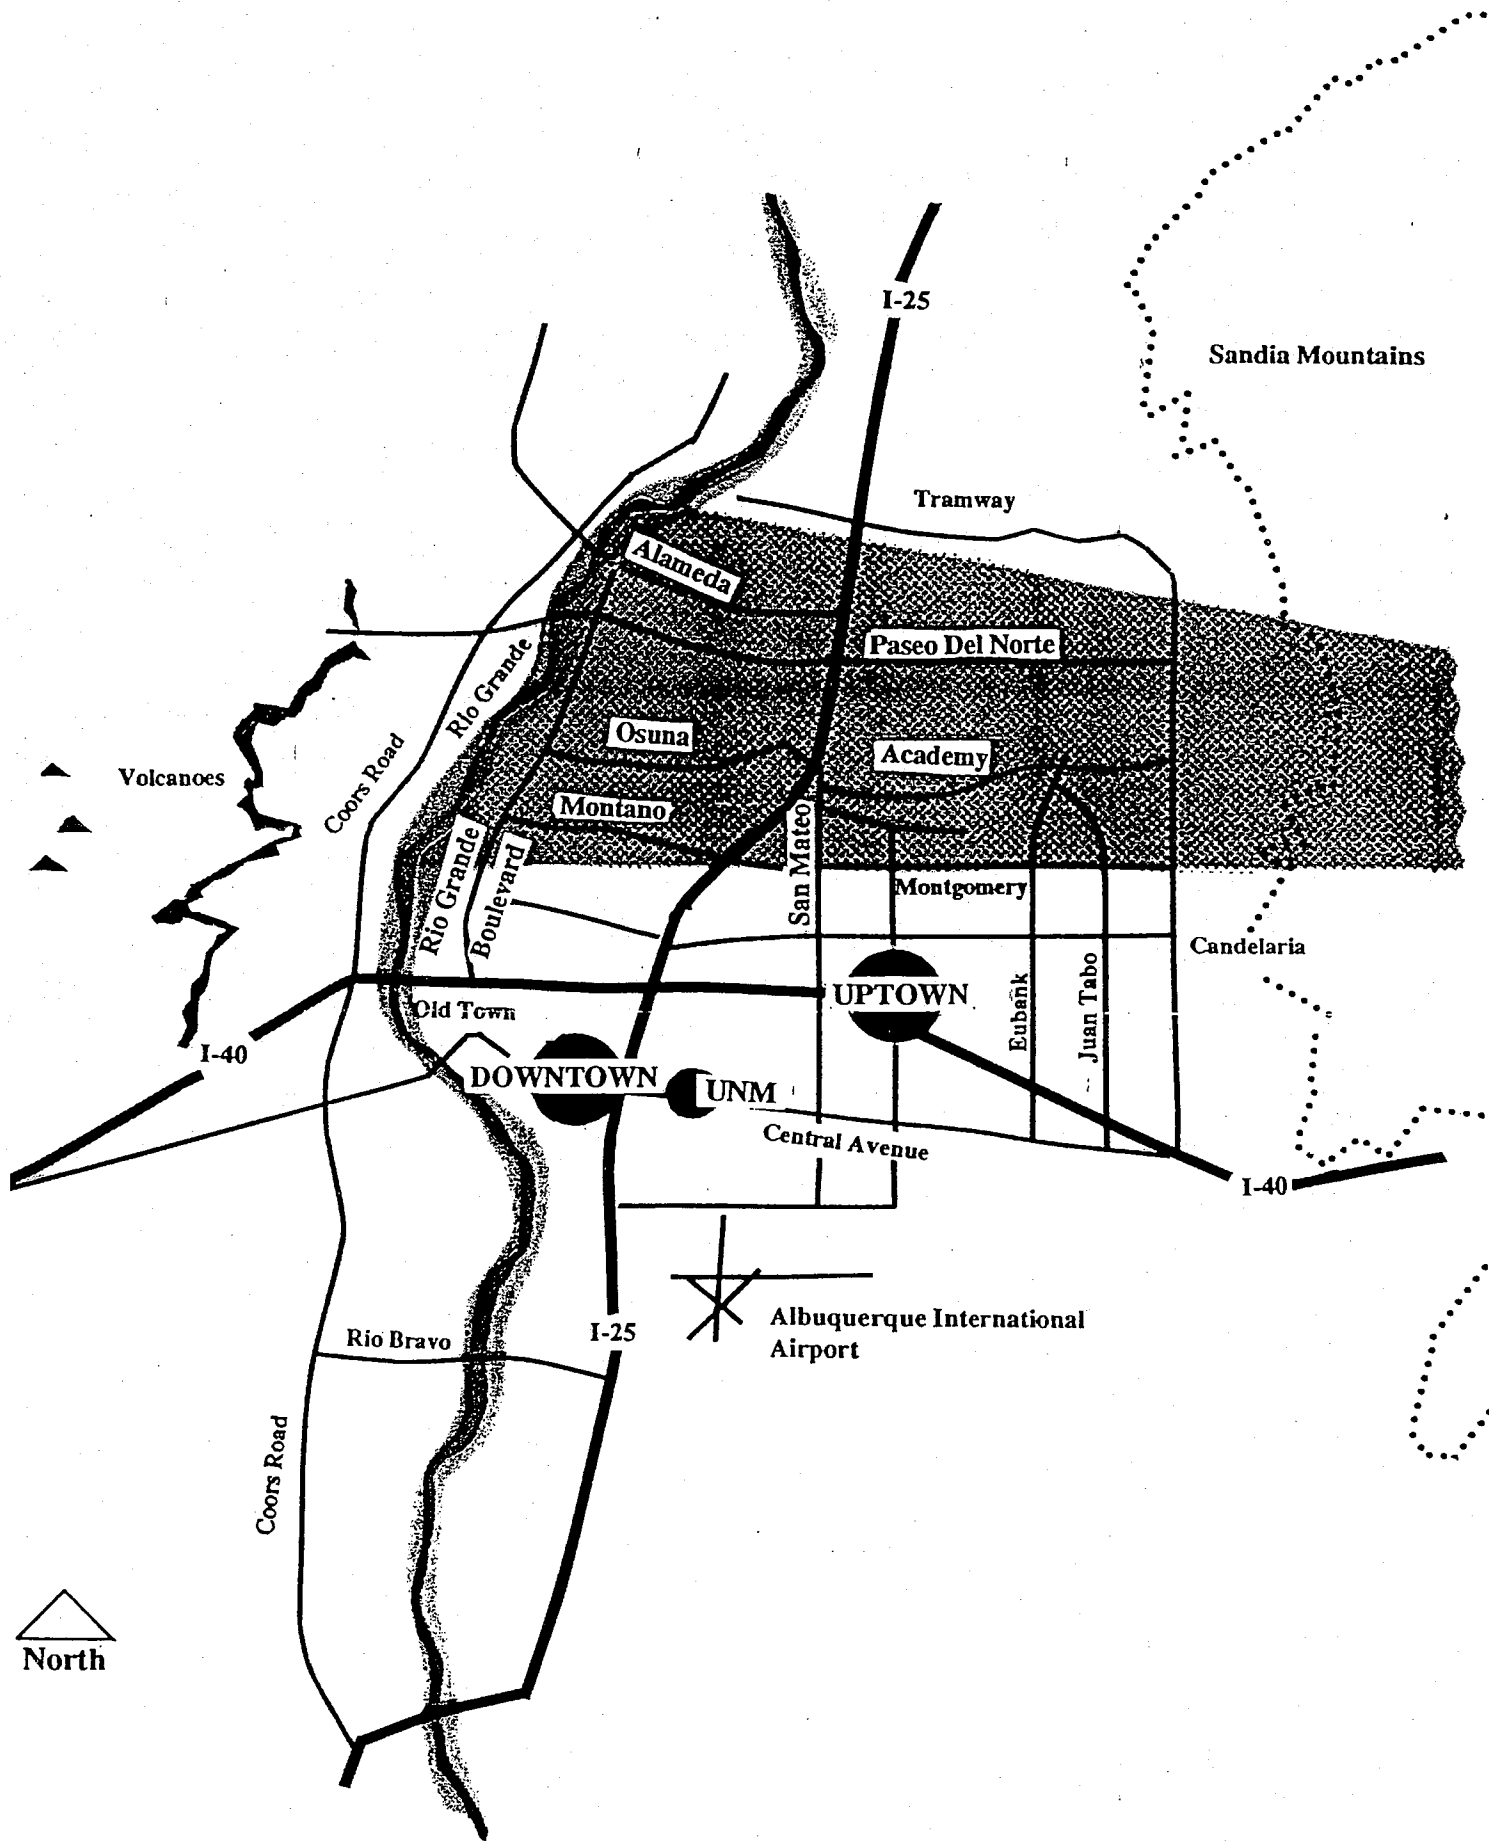 I-25
Sandia Mountains
Tramway
Alameda
Paseo Del Norte
Rio Grande
Osuna
Academy
Coors Road
Volcanoes
Montano
San Mateo
Rio Grande
Boulevard
Montgomery
Candelaria
UPTOWN
Eubank
Juan Tabo
Old Town
I-40
DOWNTOWN
UNM
Central Avenue
I-40
Albuquerque International
Airport
I-25
Rio Bravo
Coors Road
North